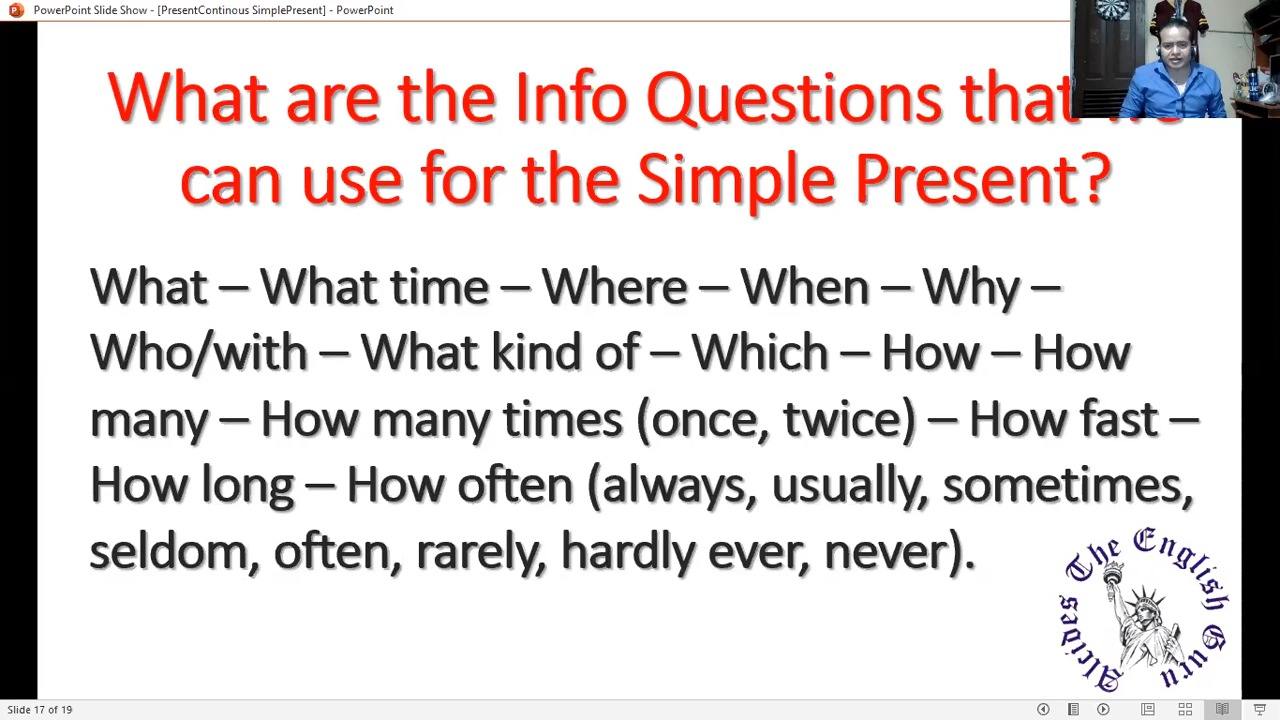 PowerPoint Slide Show - [PresentContinous SimplePresent] - PowerPoint
What are the Info Questions that we
can use for the Simple Present?
What – What time – Where – When – Why –
Who/with – What kind of – Which – How – How
many – How many times (once, twice) – How fast –
How long – How often (always, usually, sometimes,
seldom, often, rarely, hardly ever, never).
Alcides The English Guru
Slide 17 of 19